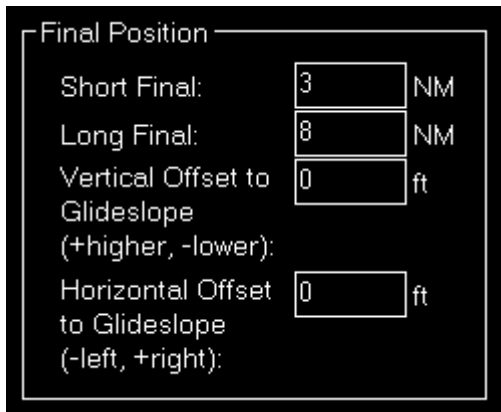 Final Position
Short Final: 3 NM
Long Final: 8 NM
Vertical Offset to 0 ft
Glideslope
(+higher, -lower):
Horizontal Offset 0 ft
to Glideslope
(-left, +right):